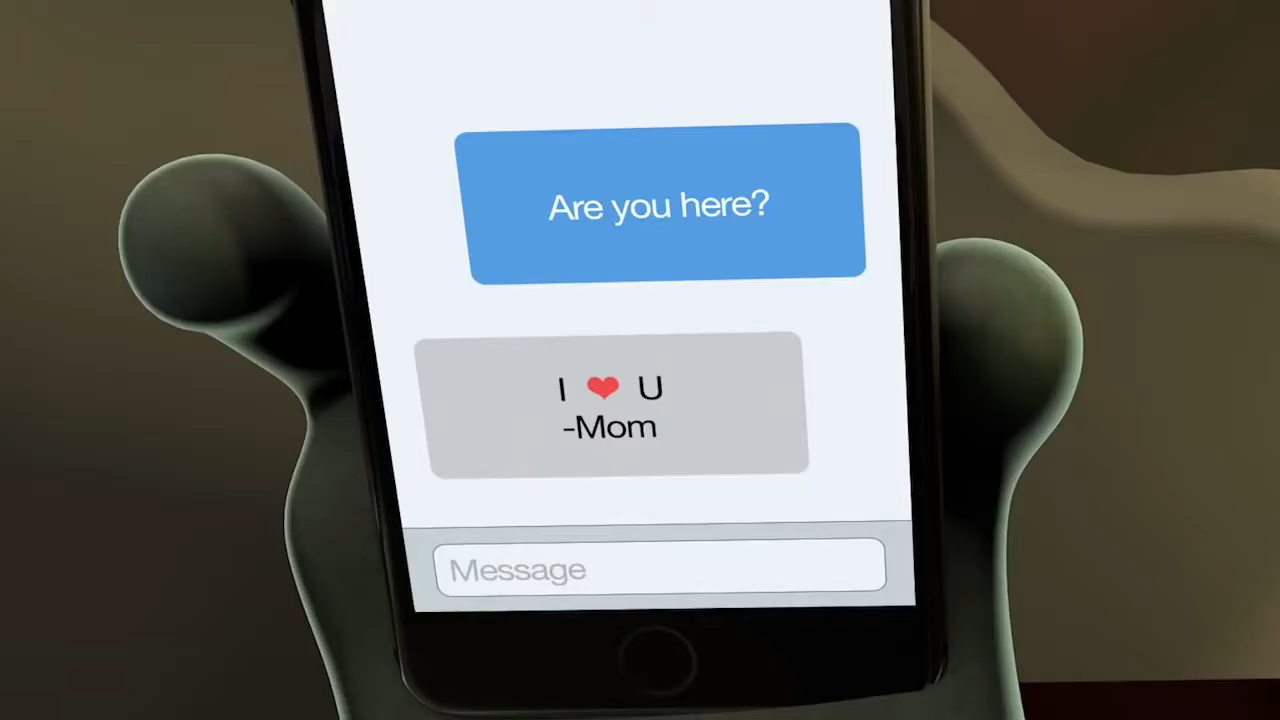 Are you here?
I ❤ U
-Mom
Message